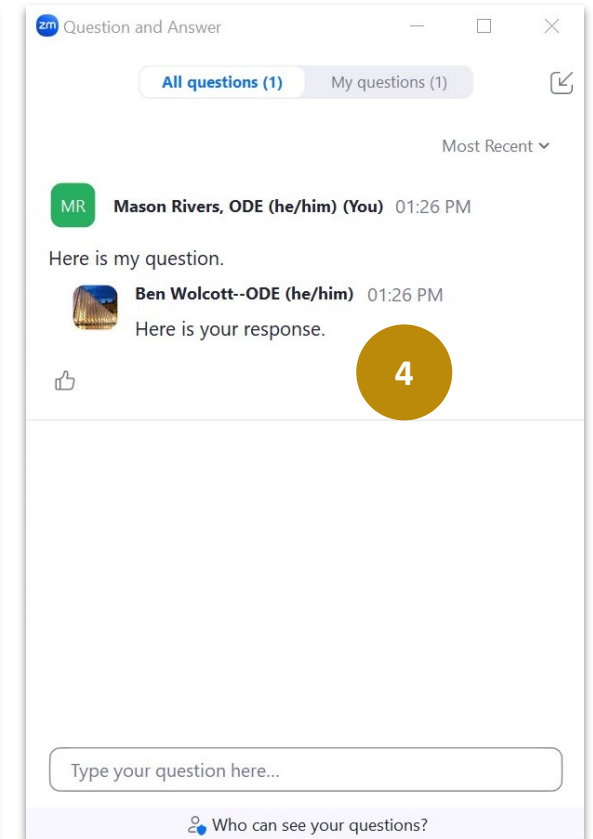 zm Question and Answer
All questions (1) My questions (1)
Most Recent
MR Mason Rivers, ODE (he/him) (You) 01:26 PM
Here is my question.
Ben Wolcott--ODE (he/him) 01:26 PM
Here is your response.
4
Type your question here...
Who can see your questions?